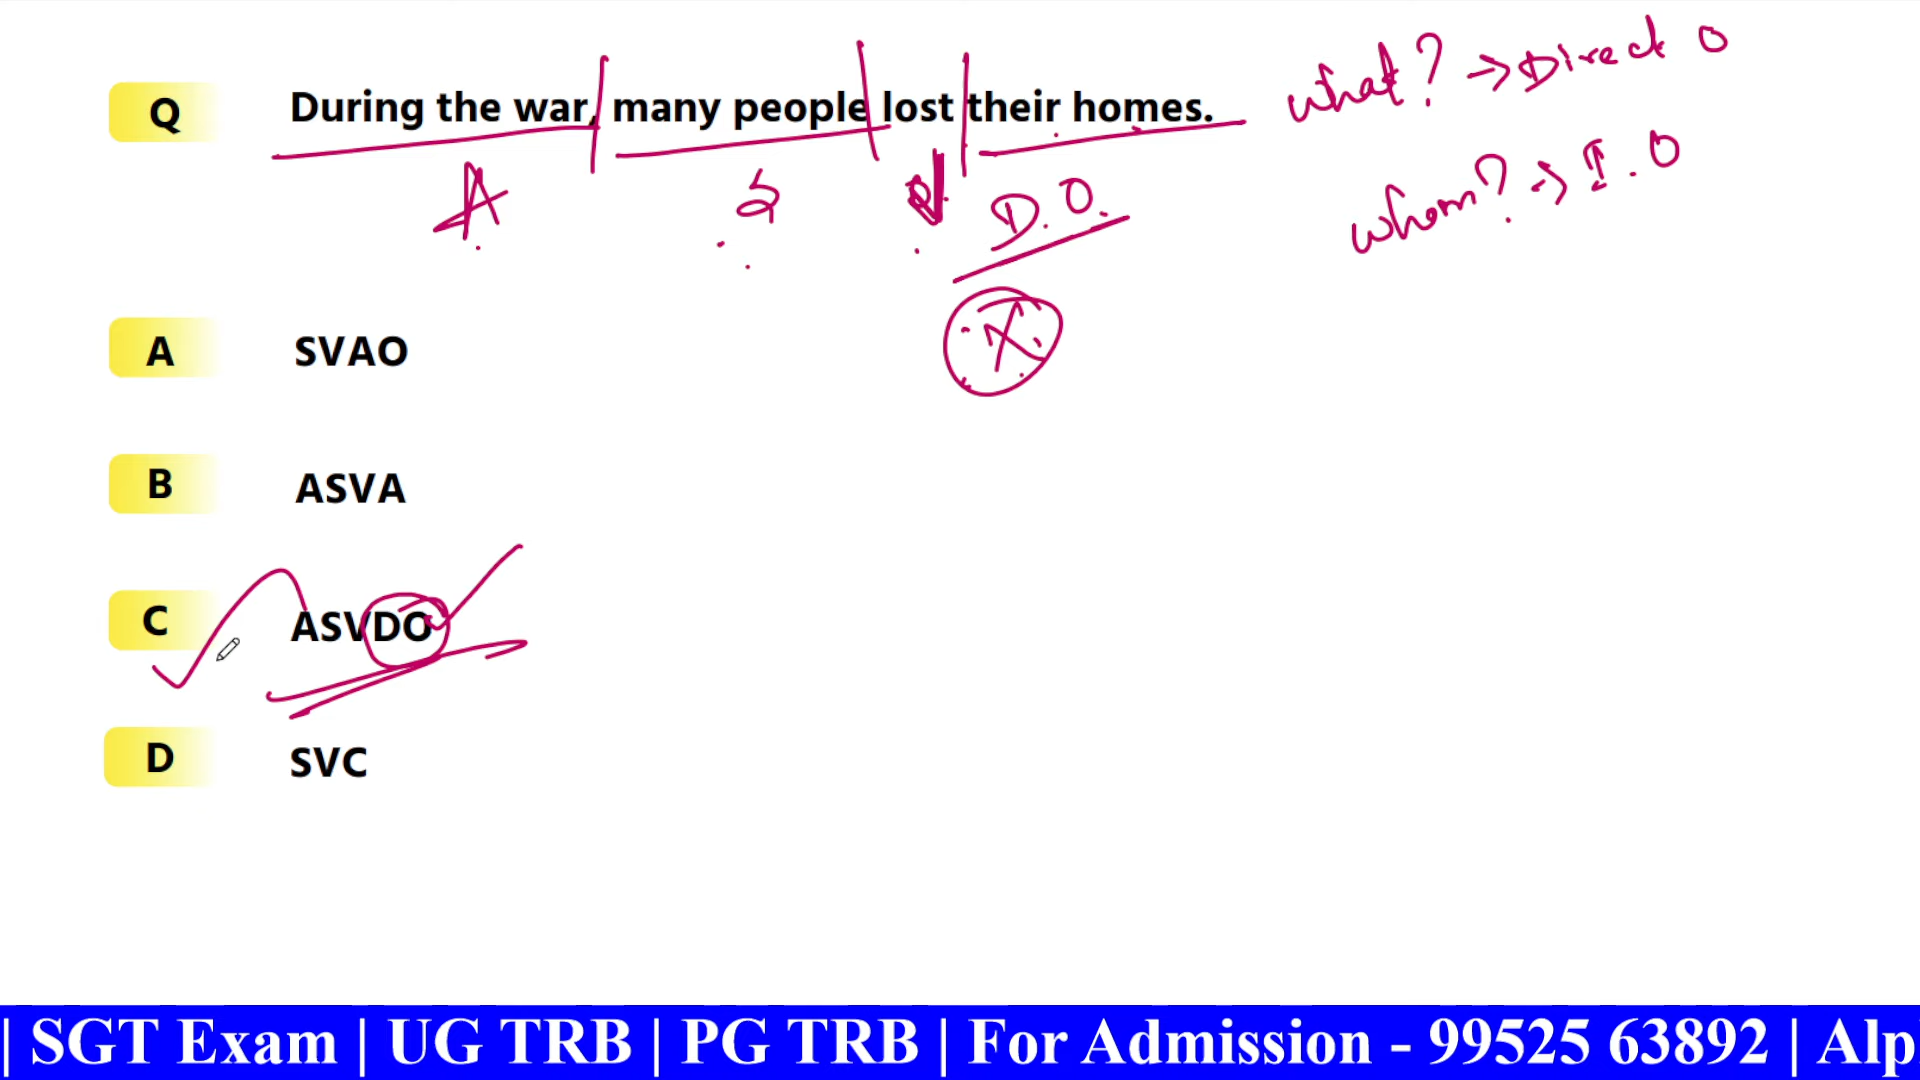 Q During the war, many people lost their homes.
what? → Direct O
whom? → I.O
A S D.O.
X
A SVAO
B ASVA
C ASVDO
D SVC
| SGT Exam | UG TRB | PG TRB | For Admission - 99525 63892 | Alp